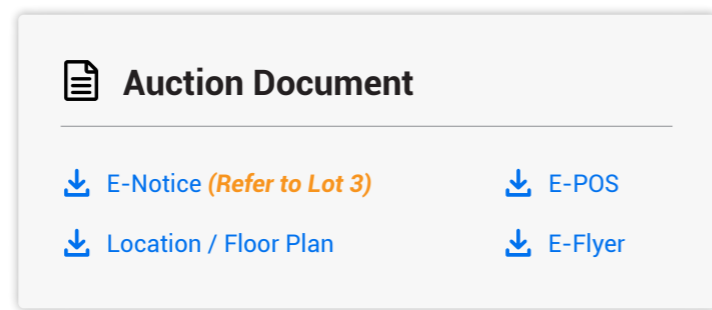 Auction Document
E-Notice (Refer to Lot 3)
E-POS
Location / Floor Plan
E-Flyer